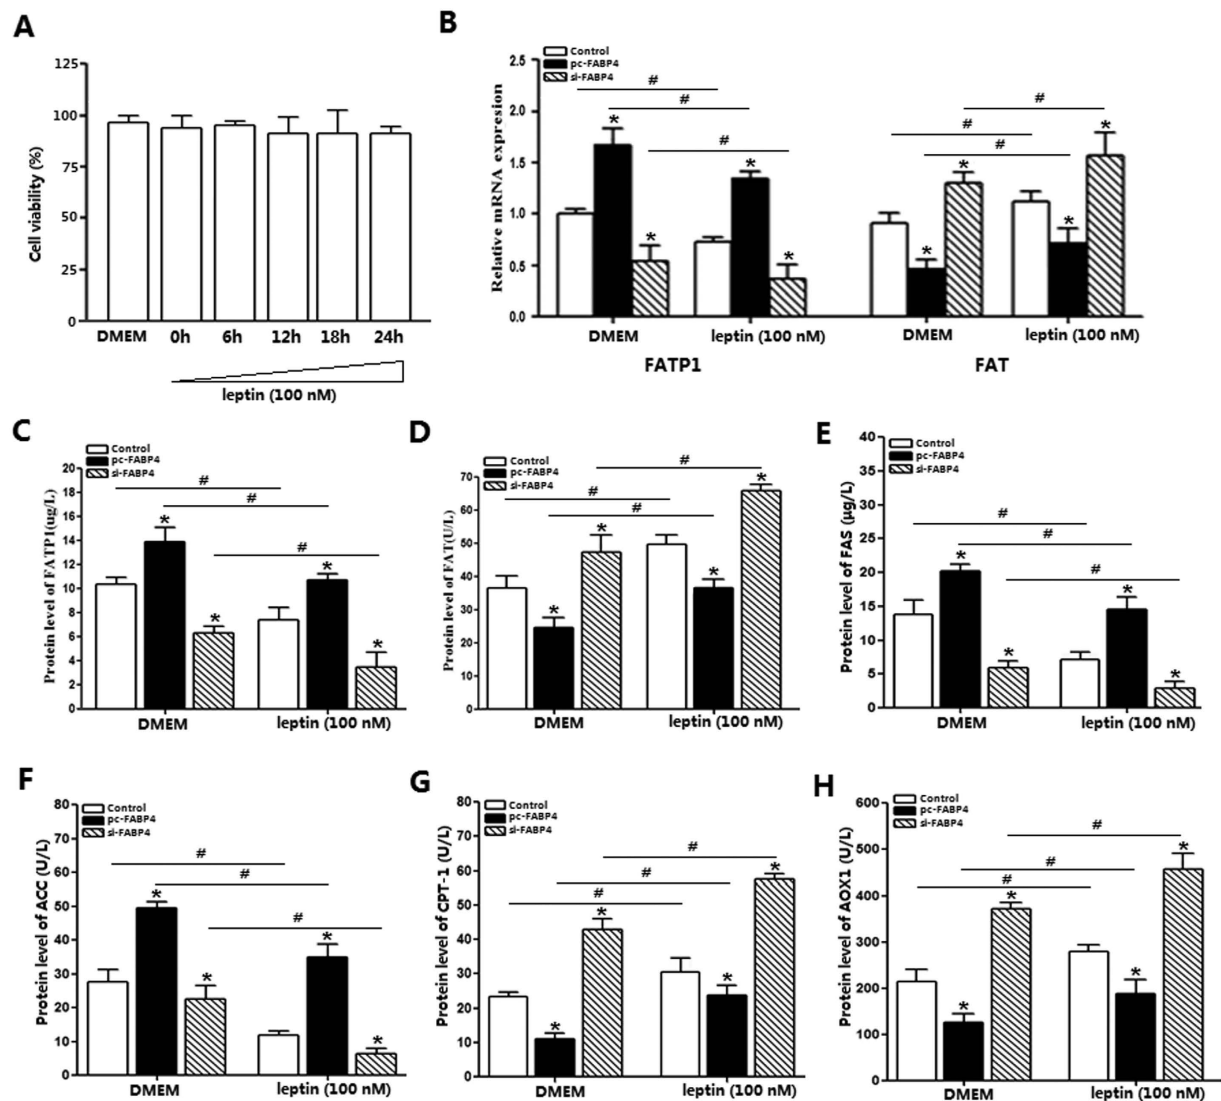 A
Cell viability (%)
125
100
75
50
25
0
DMEM 0h 6h 12h 18h 24h
leptin (100 nM)
B
Control
pc-FABP4
si-FABP4
Relative mRNA expresion
2.5
2.0
1.5
1.0
0.5
0.0
# # #
# # #
* * * *
* * * *
DMEM leptin (100 nM) DMEM leptin (100 nM)
FATP1 FAT
C
Control
pc-FABP4
si-FABP4
Protein level of FATP1(ug/L)
20
18
16
14
12
10
8
6
4
2
0
# # #
* * * *
DMEM leptin (100 nM)
D
Control
pc-FABP4
si-FABP4
Protein level of FAT(U/L)
70
60
50
40
30
20
10
0
# # #
* * * *
DMEM leptin (100 nM)
E
Control
pc-FABP4
si-FABP4
Protein level of FAS (μg/L)
40
35
30
25
20
15
10
5
0
# # #
* * * *
DMEM leptin (100 nM)
F
Control
pc-FABP4
si-FABP4
Protein level of ACC (U/L)
80
70
60
50
40
30
20
10
0
# # #
* * * *
DMEM leptin (100 nM)
G
Control
pc-FABP4
si-FABP4
Protein level of CPT-1 (U/L)
80
70
60
50
40
30
20
10
0
# # #
* * * *
DMEM leptin (100 nM)
H
Control
pc-FABP4
si-FABP4
Protein level of AOX1 (U/L)
600
500
400
300
200
100
0
# # #
* * * *
DMEM leptin (100 nM)